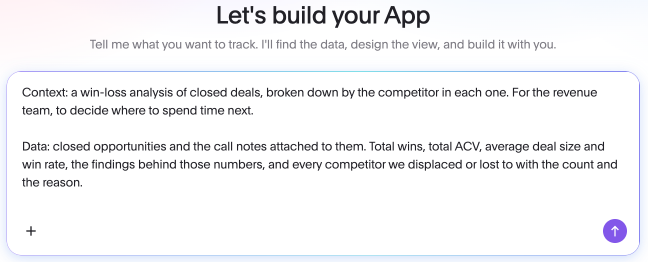 Let's build your App
Tell me what you want to track. I'll find the data, design the view, and build it with you.
Context: a win-loss analysis of closed deals, broken down by the competitor in each one. For the revenue
team, to decide where to spend time next.
Data: closed opportunities and the call notes attached to them. Total wins, total ACV, average deal size and
win rate, the findings behind those numbers, and every competitor we displaced or lost to with the count and
the reason.